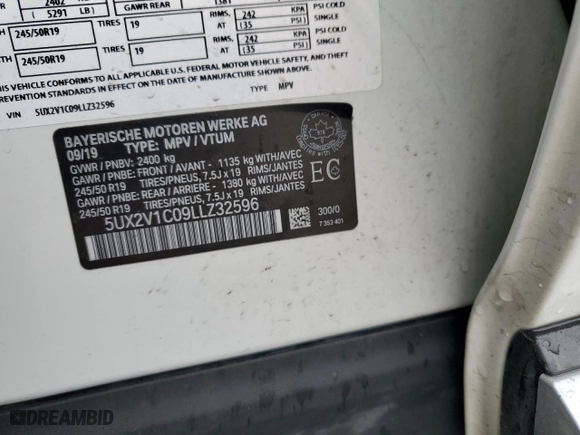 2402
GAWR REAR
1381
( 5291 LB )
RIMS, 242 KPA PSI COLD
245/50R19 TIRES 19 AT (35 PSI SINGLE
RIMS, 242 KPA PSI COLD
TH 245/50R19 19 AT (35 PSI SINGLE
THIS VEHICLE CONFORMS TO ALL APPLICABLE U.S. FEDERAL MOTOR VEHICLE SAFETY, AND THEFT
PREVENTION STANDARDS IN EFFECT ON THE DATE OF MANUFACTURE SHOWN ABOVE.
VIN 5UX2V1C09LLZ32596 TYPE MPV
BAYERISCHE MOTOREN WERKE AG
09/19 TYPE: MPV / VTUM
GVWR / PNBV: 2400 kg
GAWR / PNBE: FRONT / AVANT - 1135 kg WITH/AVEC
245/50 R19 TIRES/PNEUS, 7.5J x 19 RIMS/JANTES
GAWR / PNBE: REAR / ARRIERE - 1380 kg WITH/AVEC
245/50 R19 TIRES/PNEUS, 7.5J x 19 RIMS/JANTES
EC
5UX2V1C09LLZ32596
300/0
7 353 401
DREAMBID